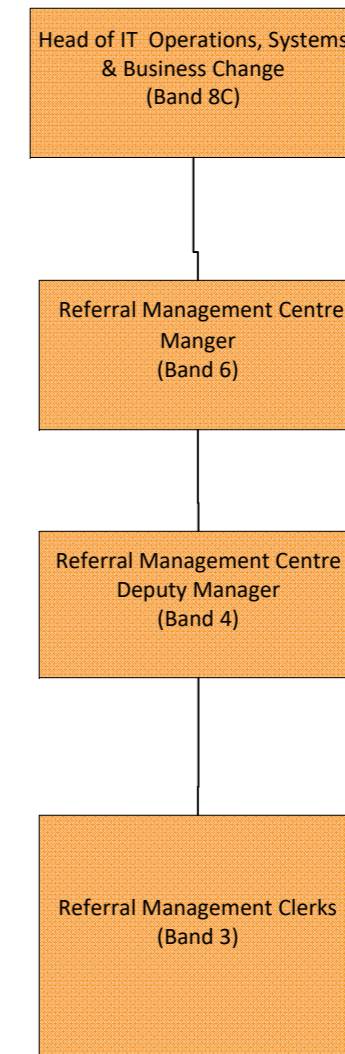 Head of IT Operations, Systems
& Business Change
(Band 8C)
Referral Management Centre
Manger
(Band 6)
Referral Management Centre
Deputy Manager
(Band 4)
Referral Management Clerks
(Band 3)